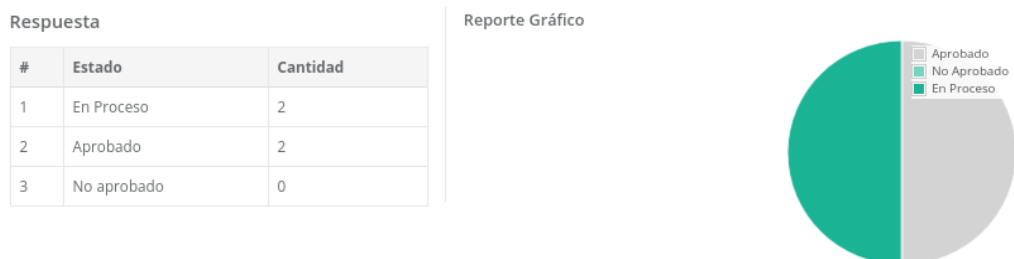 Respuesta
# Estado Cantidad
1 En Proceso 2
2 Aprobado 2
3 No aprobado 0
Reporte Gráfico
Aprobado
No Aprobado
En Proceso